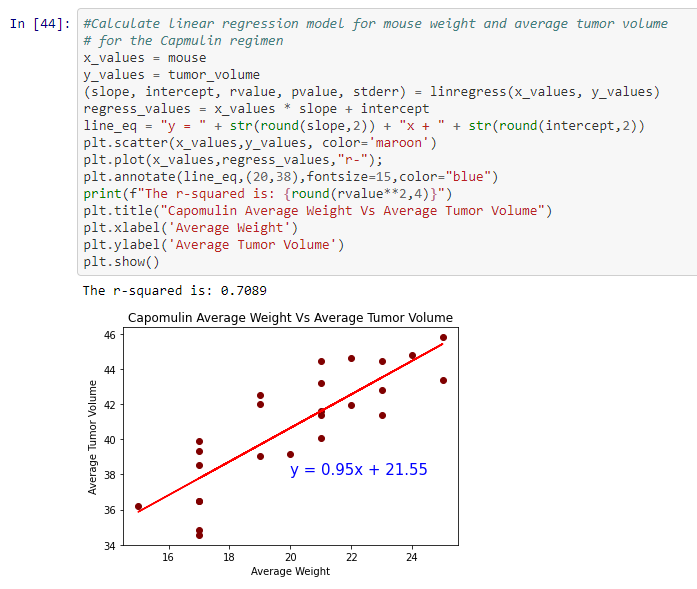 In [44]:
#Calculate linear regression model for mouse weight and average tumor volume
# for the Capmulin regimen
x_values = mouse
y_values = tumor_volume
(slope, intercept, rvalue, pvalue, stderr) = linregress(x_values, y_values)
regress_values = x_values * slope + intercept
line_eq = "y = " + str(round(slope,2)) + "x + " + str(round(intercept,2))
plt.scatter(x_values,y_values, color='maroon')
plt.plot(x_values,regress_values,"r-");
plt.annotate(line_eq,(20,38),fontsize=15,color="blue")
print(f"The r-squared is: {round(rvalue**2,4)}")
plt.title("Capomulin Average Weight Vs Average Tumor Volume")
plt.xlabel('Average Weight')
plt.ylabel('Average Tumor Volume')
plt.show()
The r-squared is: 0.7089
Capomulin Average Weight Vs Average Tumor Volume
Average Tumor Volume
46
44
42
40
38
36
34
y = 0.95x + 21.55
16 18 20 22 24
Average Weight